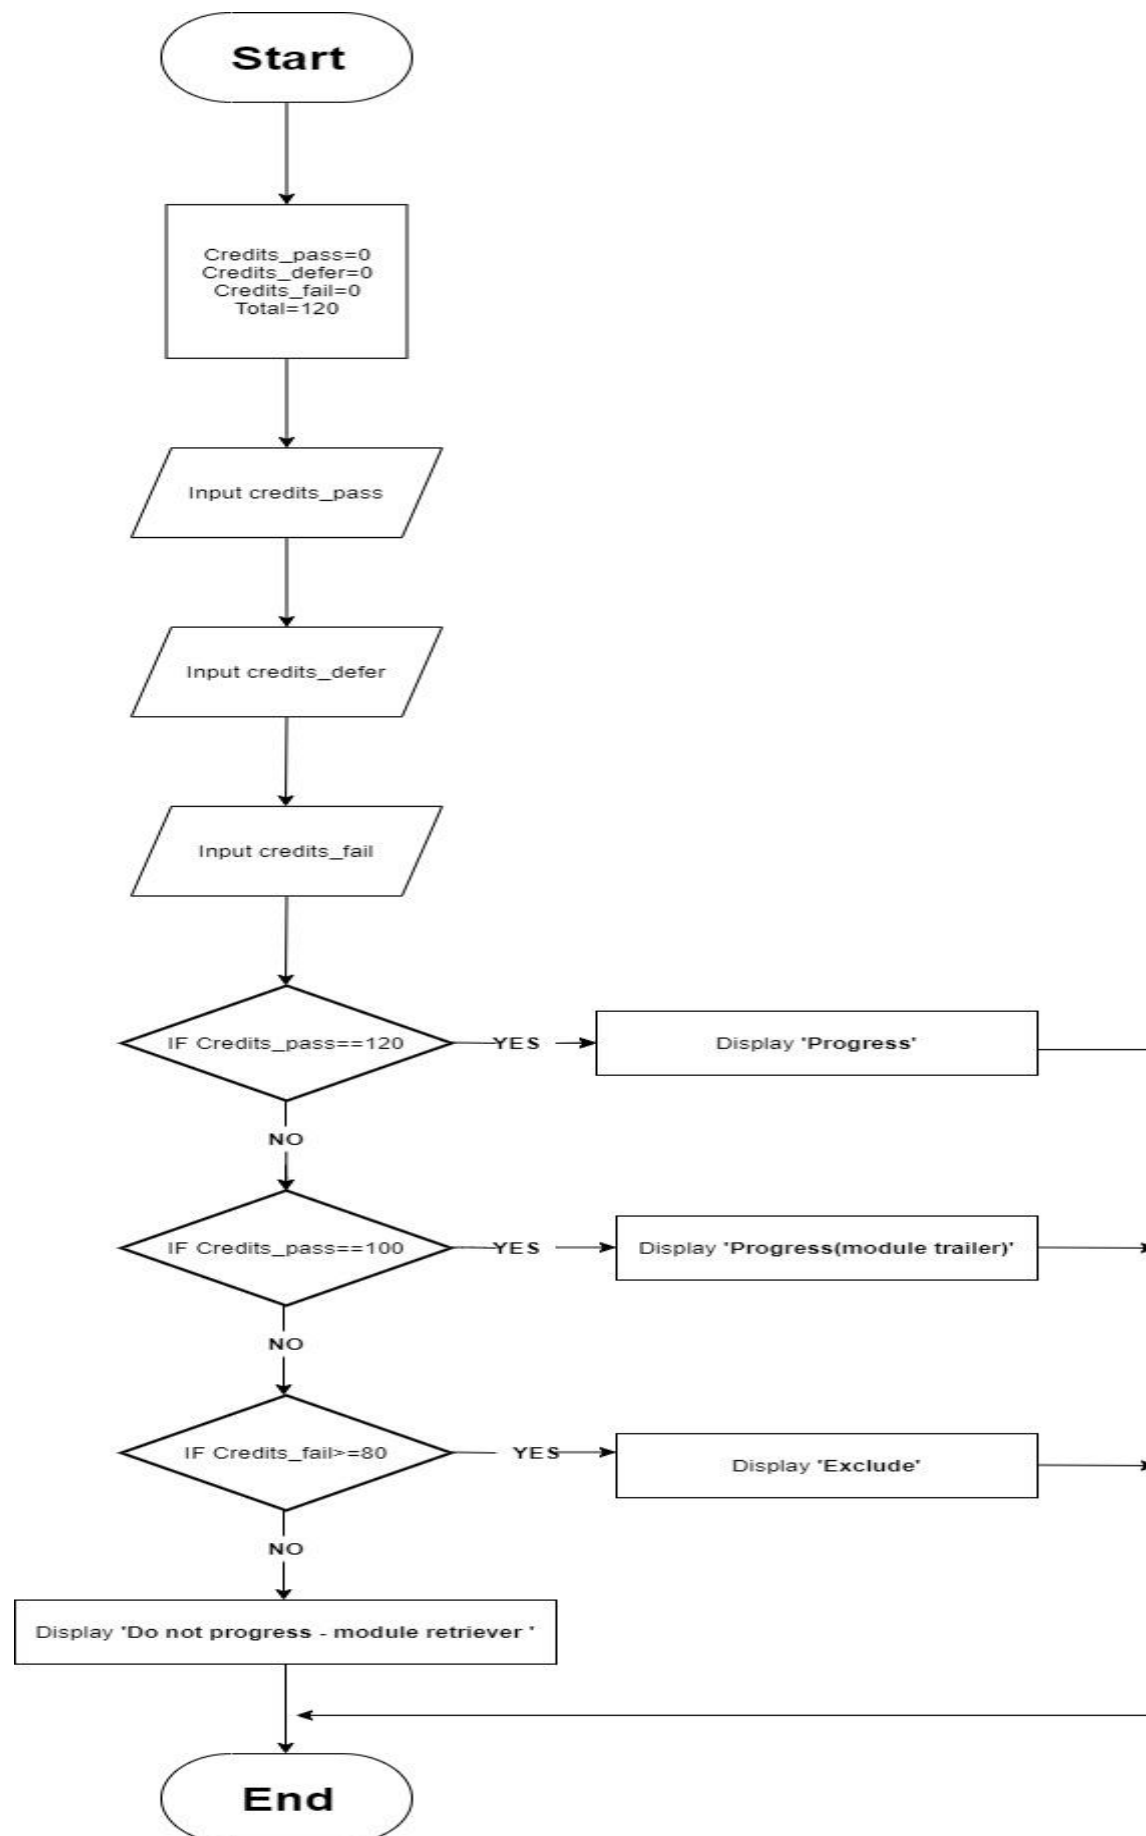 Start
Credits_pass=0
Credits_defer=0
Credits_fail=0
Total=120
Input credits_pass
Input credits_defer
Input credits_fail
IF Credits_pass==120
YES
Display 'Progress'
NO
IF Credits_pass==100
YES
Display 'Progress(module trailer)'
NO
IF Credits_fail>=80
YES
Display 'Exclude'
NO
Display 'Do not progress - module retriever '
End